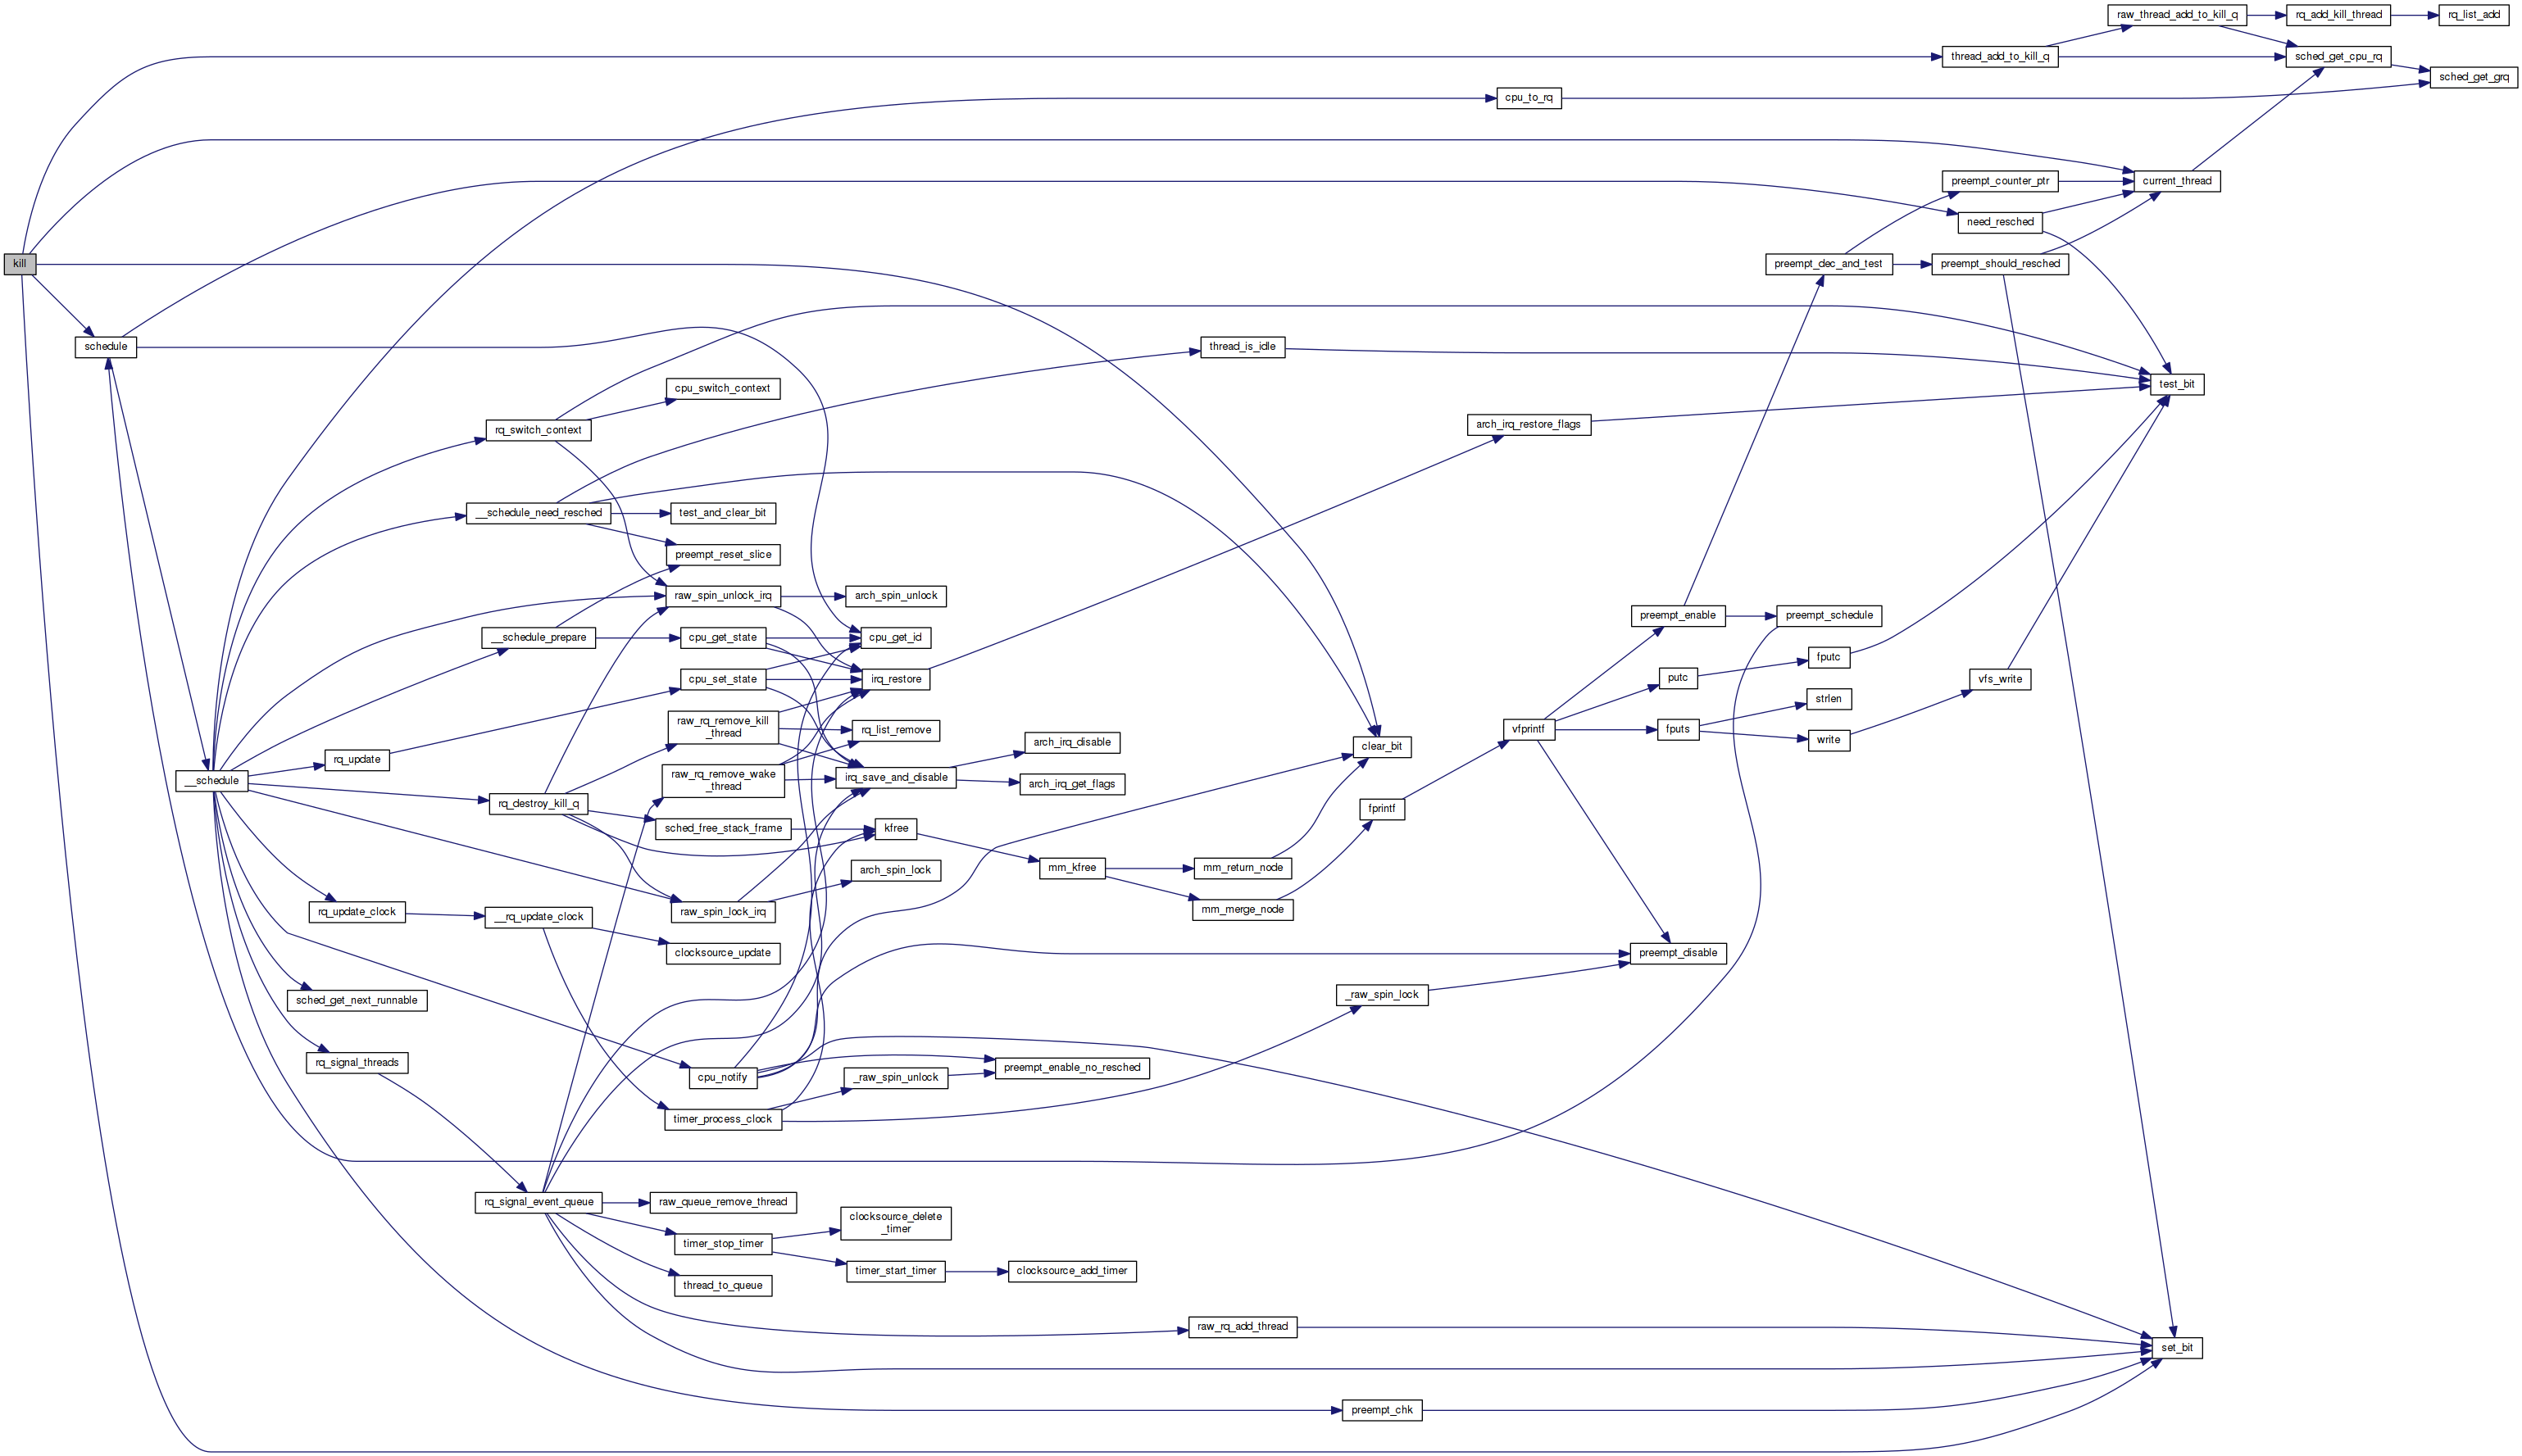 raw_thread_add_to_kill_q
rq_add_kill_thread
rq_list_add
thread_add_to_kill_q
sched_get_cpu_rq
sched_get_grq
cpu_to_rq
preempt_counter_ptr
current_thread
need_resched
kill
preempt_dec_and_test
preempt_should_resched
schedule
thread_is_idle
test_bit
cpu_switch_context
rq_switch_context
arch_irq_restore_flags
__schedule_need_resched
test_and_clear_bit
preempt_reset_slice
raw_spin_unlock_irq
arch_spin_unlock
preempt_enable
preempt_schedule
__schedule_prepare
cpu_get_state
cpu_get_id
fputc
cpu_set_state
irq_restore
putc
vfs_write
strlen
raw_rq_remove_kill
_thread
rq_list_remove
vfprintf
fputs
write
arch_irq_disable
clear_bit
rq_update
__schedule
raw_rq_remove_wake
_thread
irq_save_and_disable
arch_irq_get_flags
rq_destroy_kill_q
fprintf
sched_free_stack_frame
kfree
mm_kfree
mm_return_node
arch_spin_lock
rq_update_clock
__rq_update_clock
raw_spin_lock_irq
mm_merge_node
clocksource_update
preempt_disable
sched_get_next_runnable
_raw_spin_lock
rq_signal_threads
cpu_notify
_raw_spin_unlock
preempt_enable_no_resched
timer_process_clock
rq_signal_event_queue
raw_queue_remove_thread
clocksource_delete
_timer
timer_stop_timer
timer_start_timer
clocksource_add_timer
thread_to_queue
raw_rq_add_thread
set_bit
preempt_chk